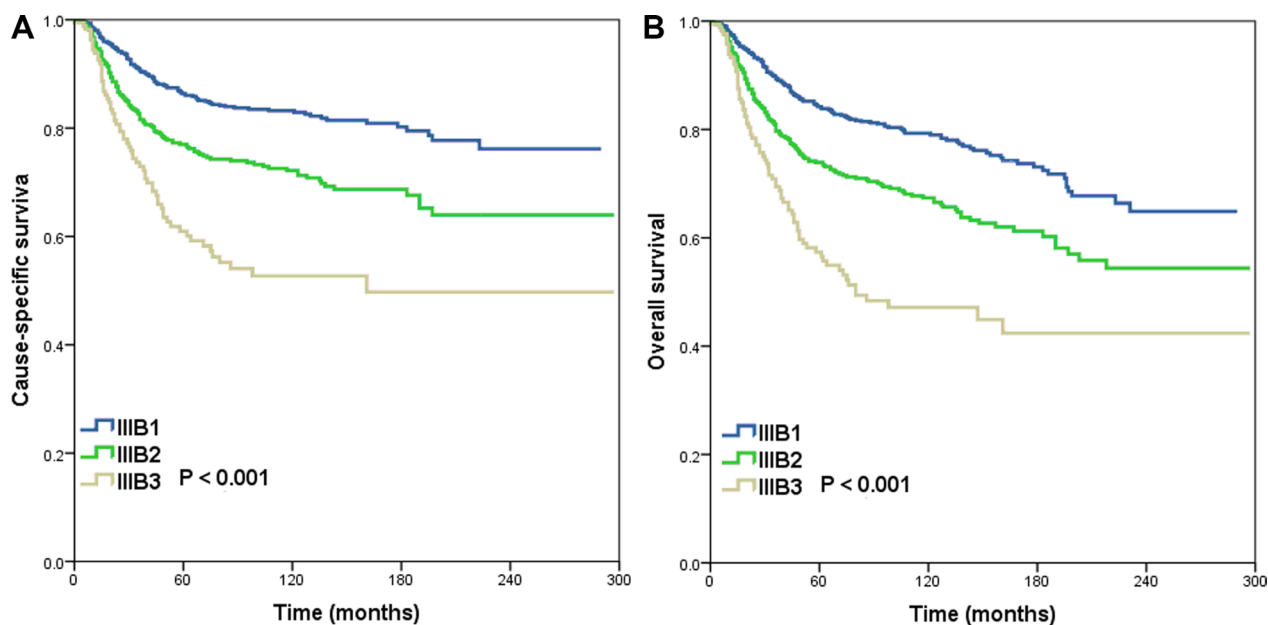 A
Cause-specific surviva
1.0
0.8
0.6
0.4
0.2
0.0
IIIB1
IIIB2
IIIB3 P < 0.001
0 60 120 180 240 300
Time (months)
B
Overall survival
1.0
0.8
0.6
0.4
0.2
0.0
IIIB1
IIIB2
IIIB3 P < 0.001
0 60 120 180 240 300
Time (months)